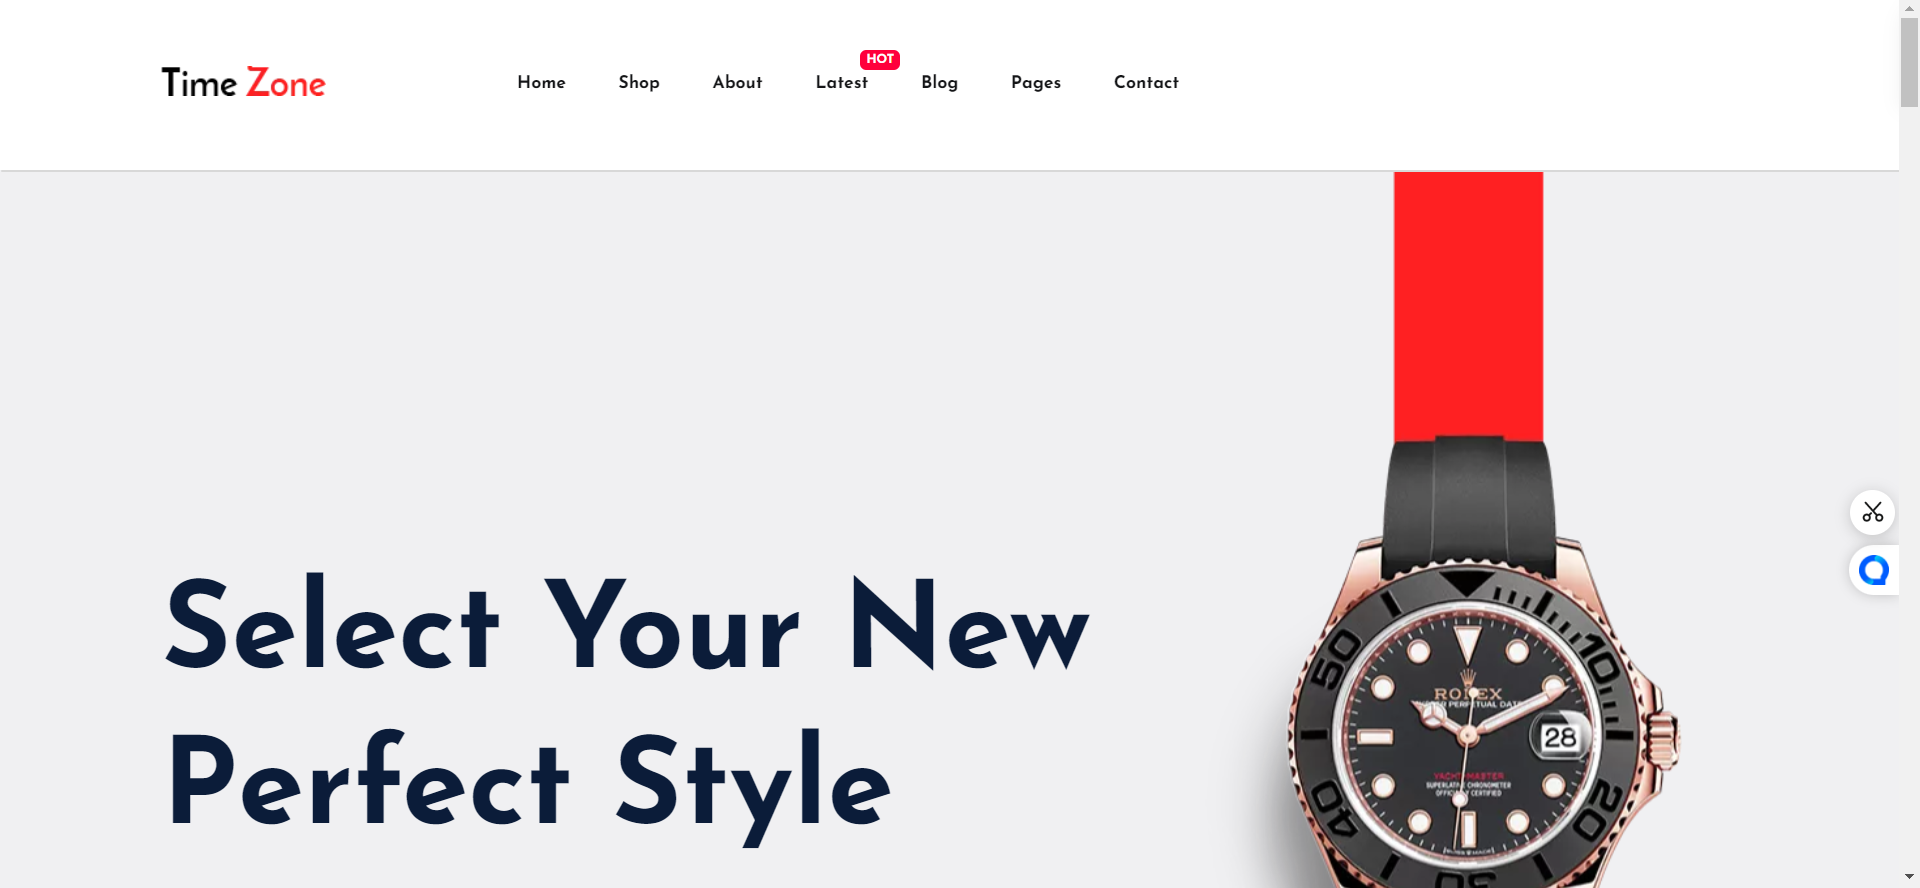 Time Zone
Home Shop About Latest HOT Blog Pages Contact
Select Your New
Perfect Style
ROLEX
PERPETUAL DATE
28
YACHT-MASTER
SUPERLATIVE CHRONOMETER
OFFICIALLY CERTIFIED
50
10
40
20
30